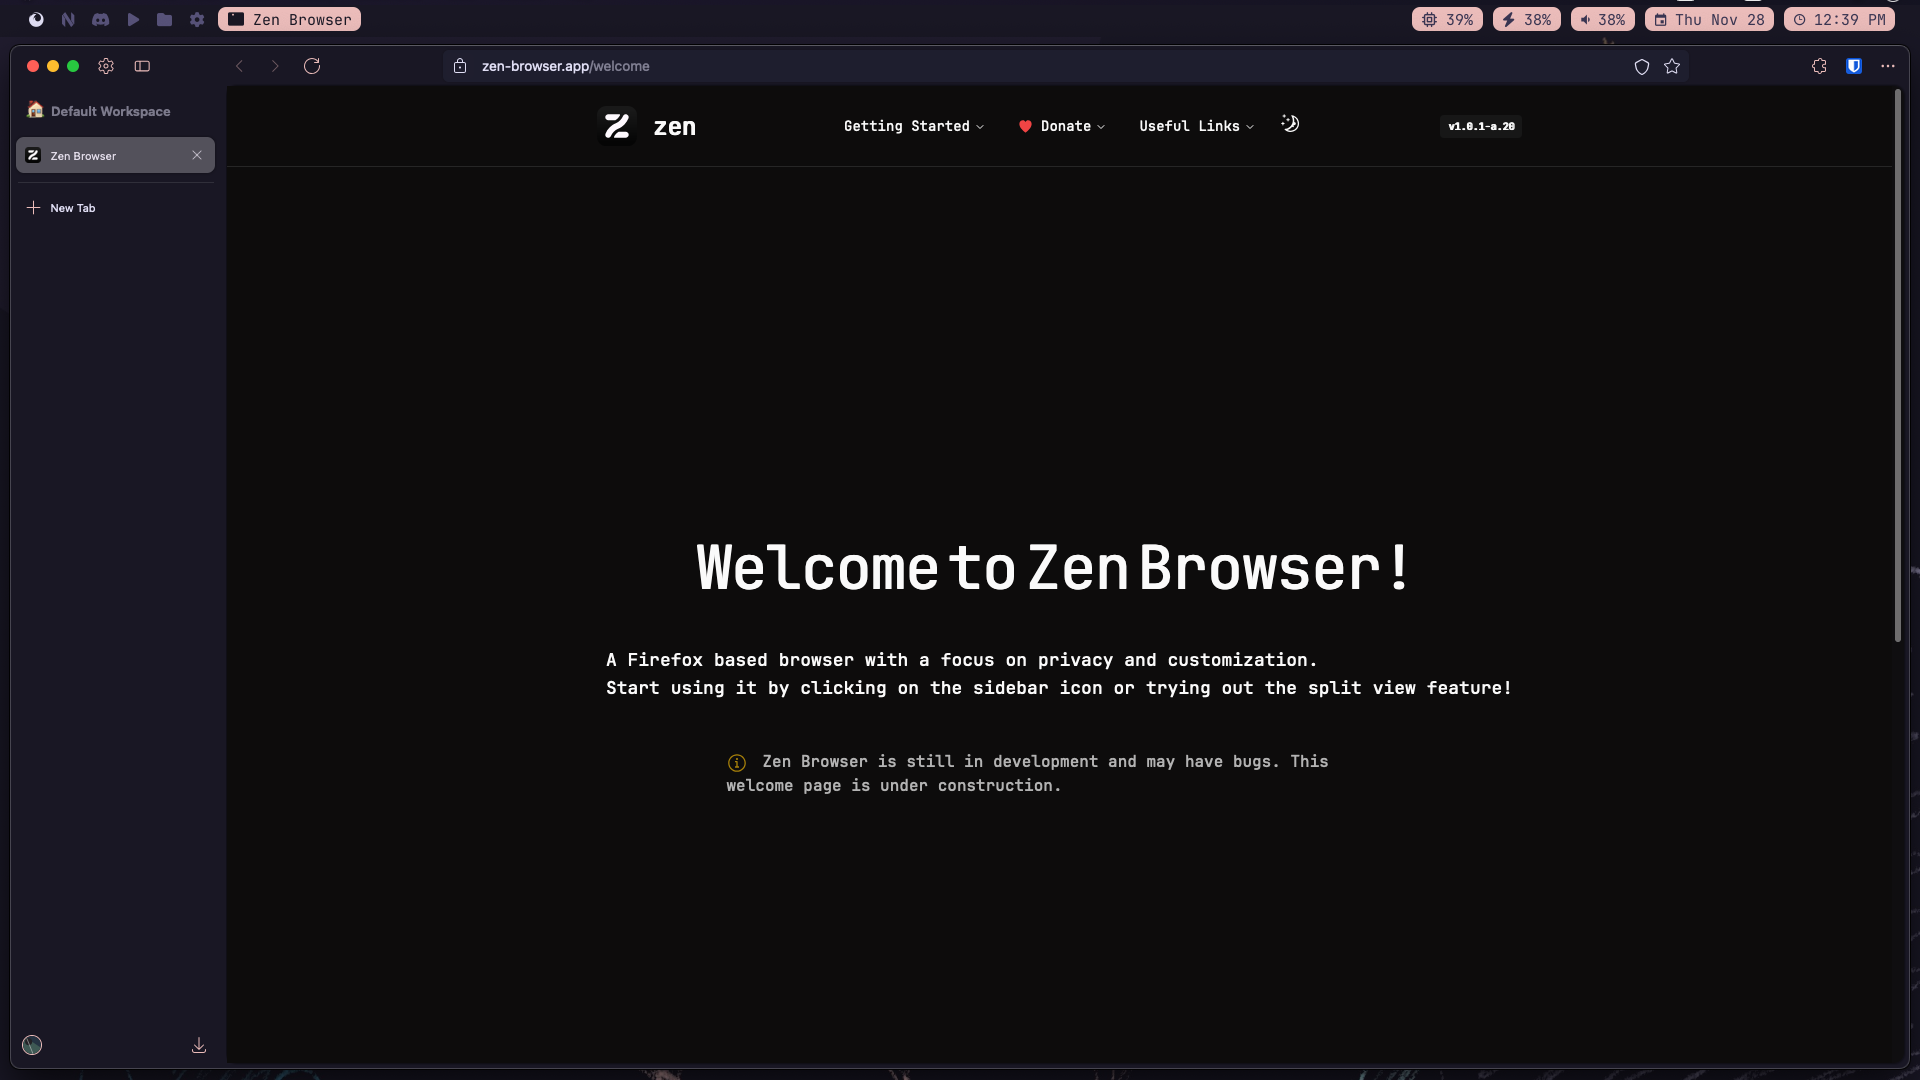 Zen Browser
39%
38%
38%
Thu Nov 28
12:39 PM
zen-browser.app/welcome
Default Workspace
Zen Browser
New Tab
zen
Getting Started
Donate
Useful Links
v1.0.1-a.20
Welcome to Zen Browser!
A Firefox based browser with a focus on privacy and customization.
Start using it by clicking on the sidebar icon or trying out the split view feature!
Zen Browser is still in development and may have bugs. This
welcome page is under construction.